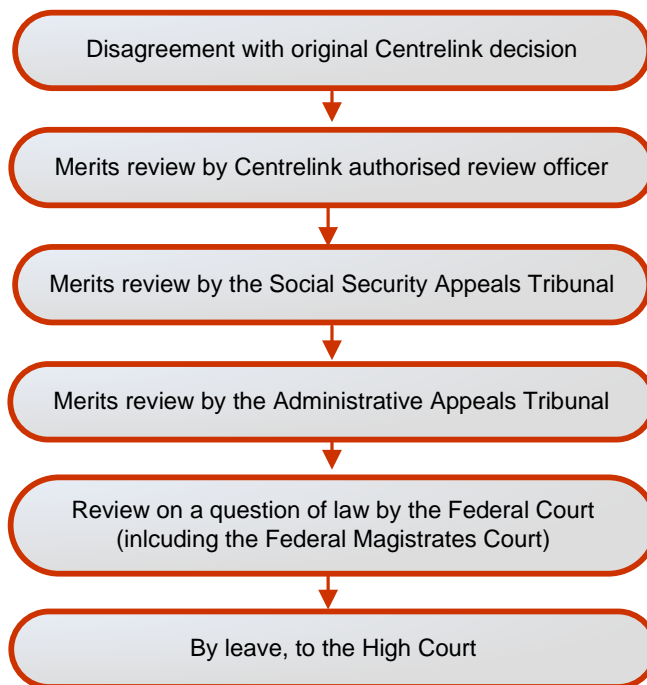 Disagreement with original Centrelink decision
Merits review by Centrelink authorised review officer
Merits review by the Social Security Appeals Tribunal
Merits review by the Administrative Appeals Tribunal
Review on a question of law by the Federal Court
(inlcuding the Federal Magistrates Court)
By leave, to the High Court